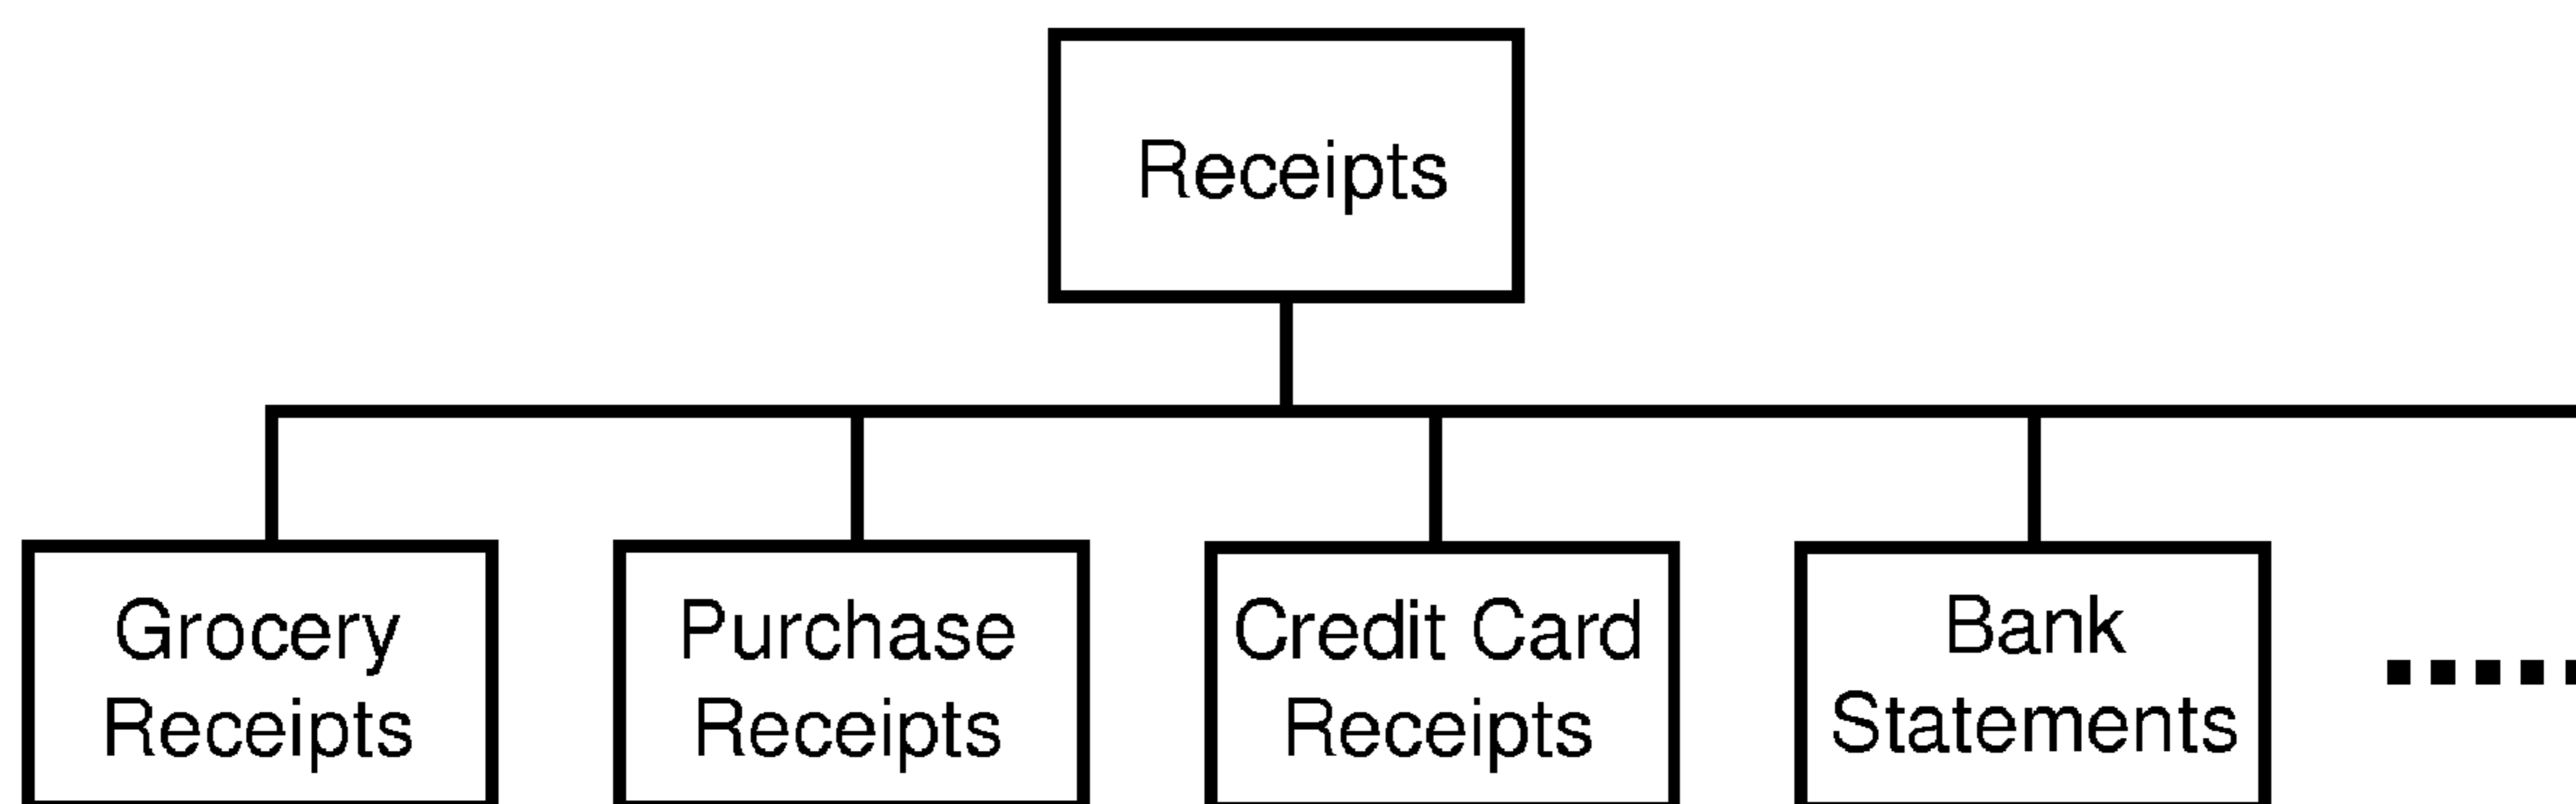 Receipts
Grocery
Receipts
Purchase
Receipts
Credit Card
Receipts
Bank
Statements